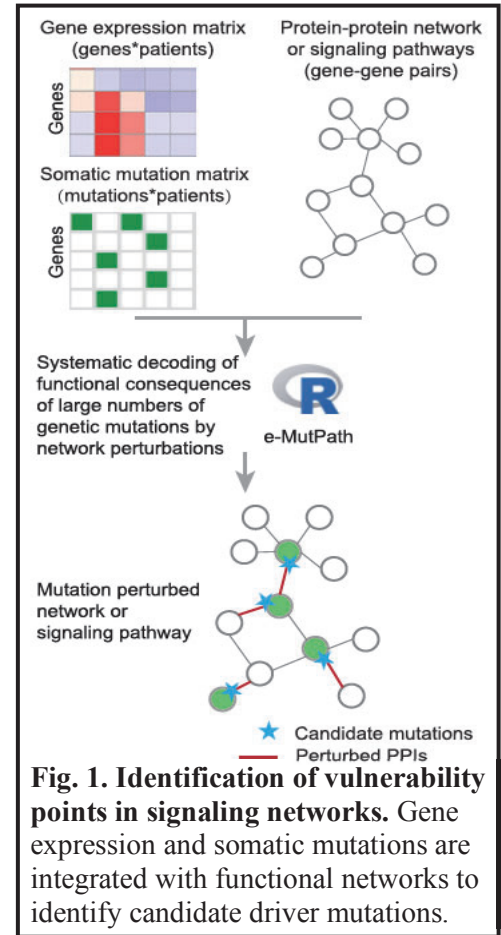 Gene expression matrix
(genes*patients)
Protein-protein network
or signaling pathways
(gene-gene pairs)
Genes
Somatic mutation matrix
(mutations*patients)
Genes
Systematic decoding of
functional consequences
of large numbers of
genetic mutations by
network perturbations
R
e-MutPath
Mutation perturbed
network or
signaling pathway
Candidate mutations
Perturbed PPIs
Fig. 1. Identification of vulnerability
points in signaling networks. Gene
expression and somatic mutations are
integrated with functional networks to
identify candidate driver mutations.